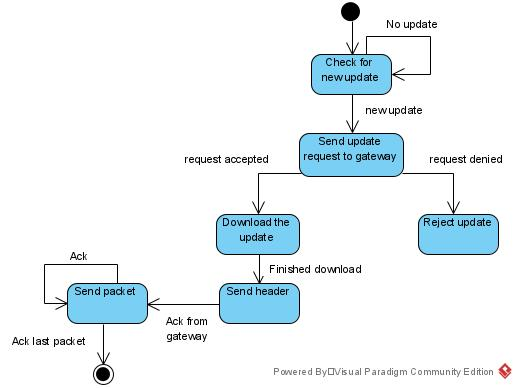 No update
Check for
new update
new update
Send update
request to gateway
request accepted
request denied
Download the
update
Reject update
Finished download
Ack
Send packet
Send header
Ack from
gateway
Ack last packet
Powered By Visual Paradigm Community Edition